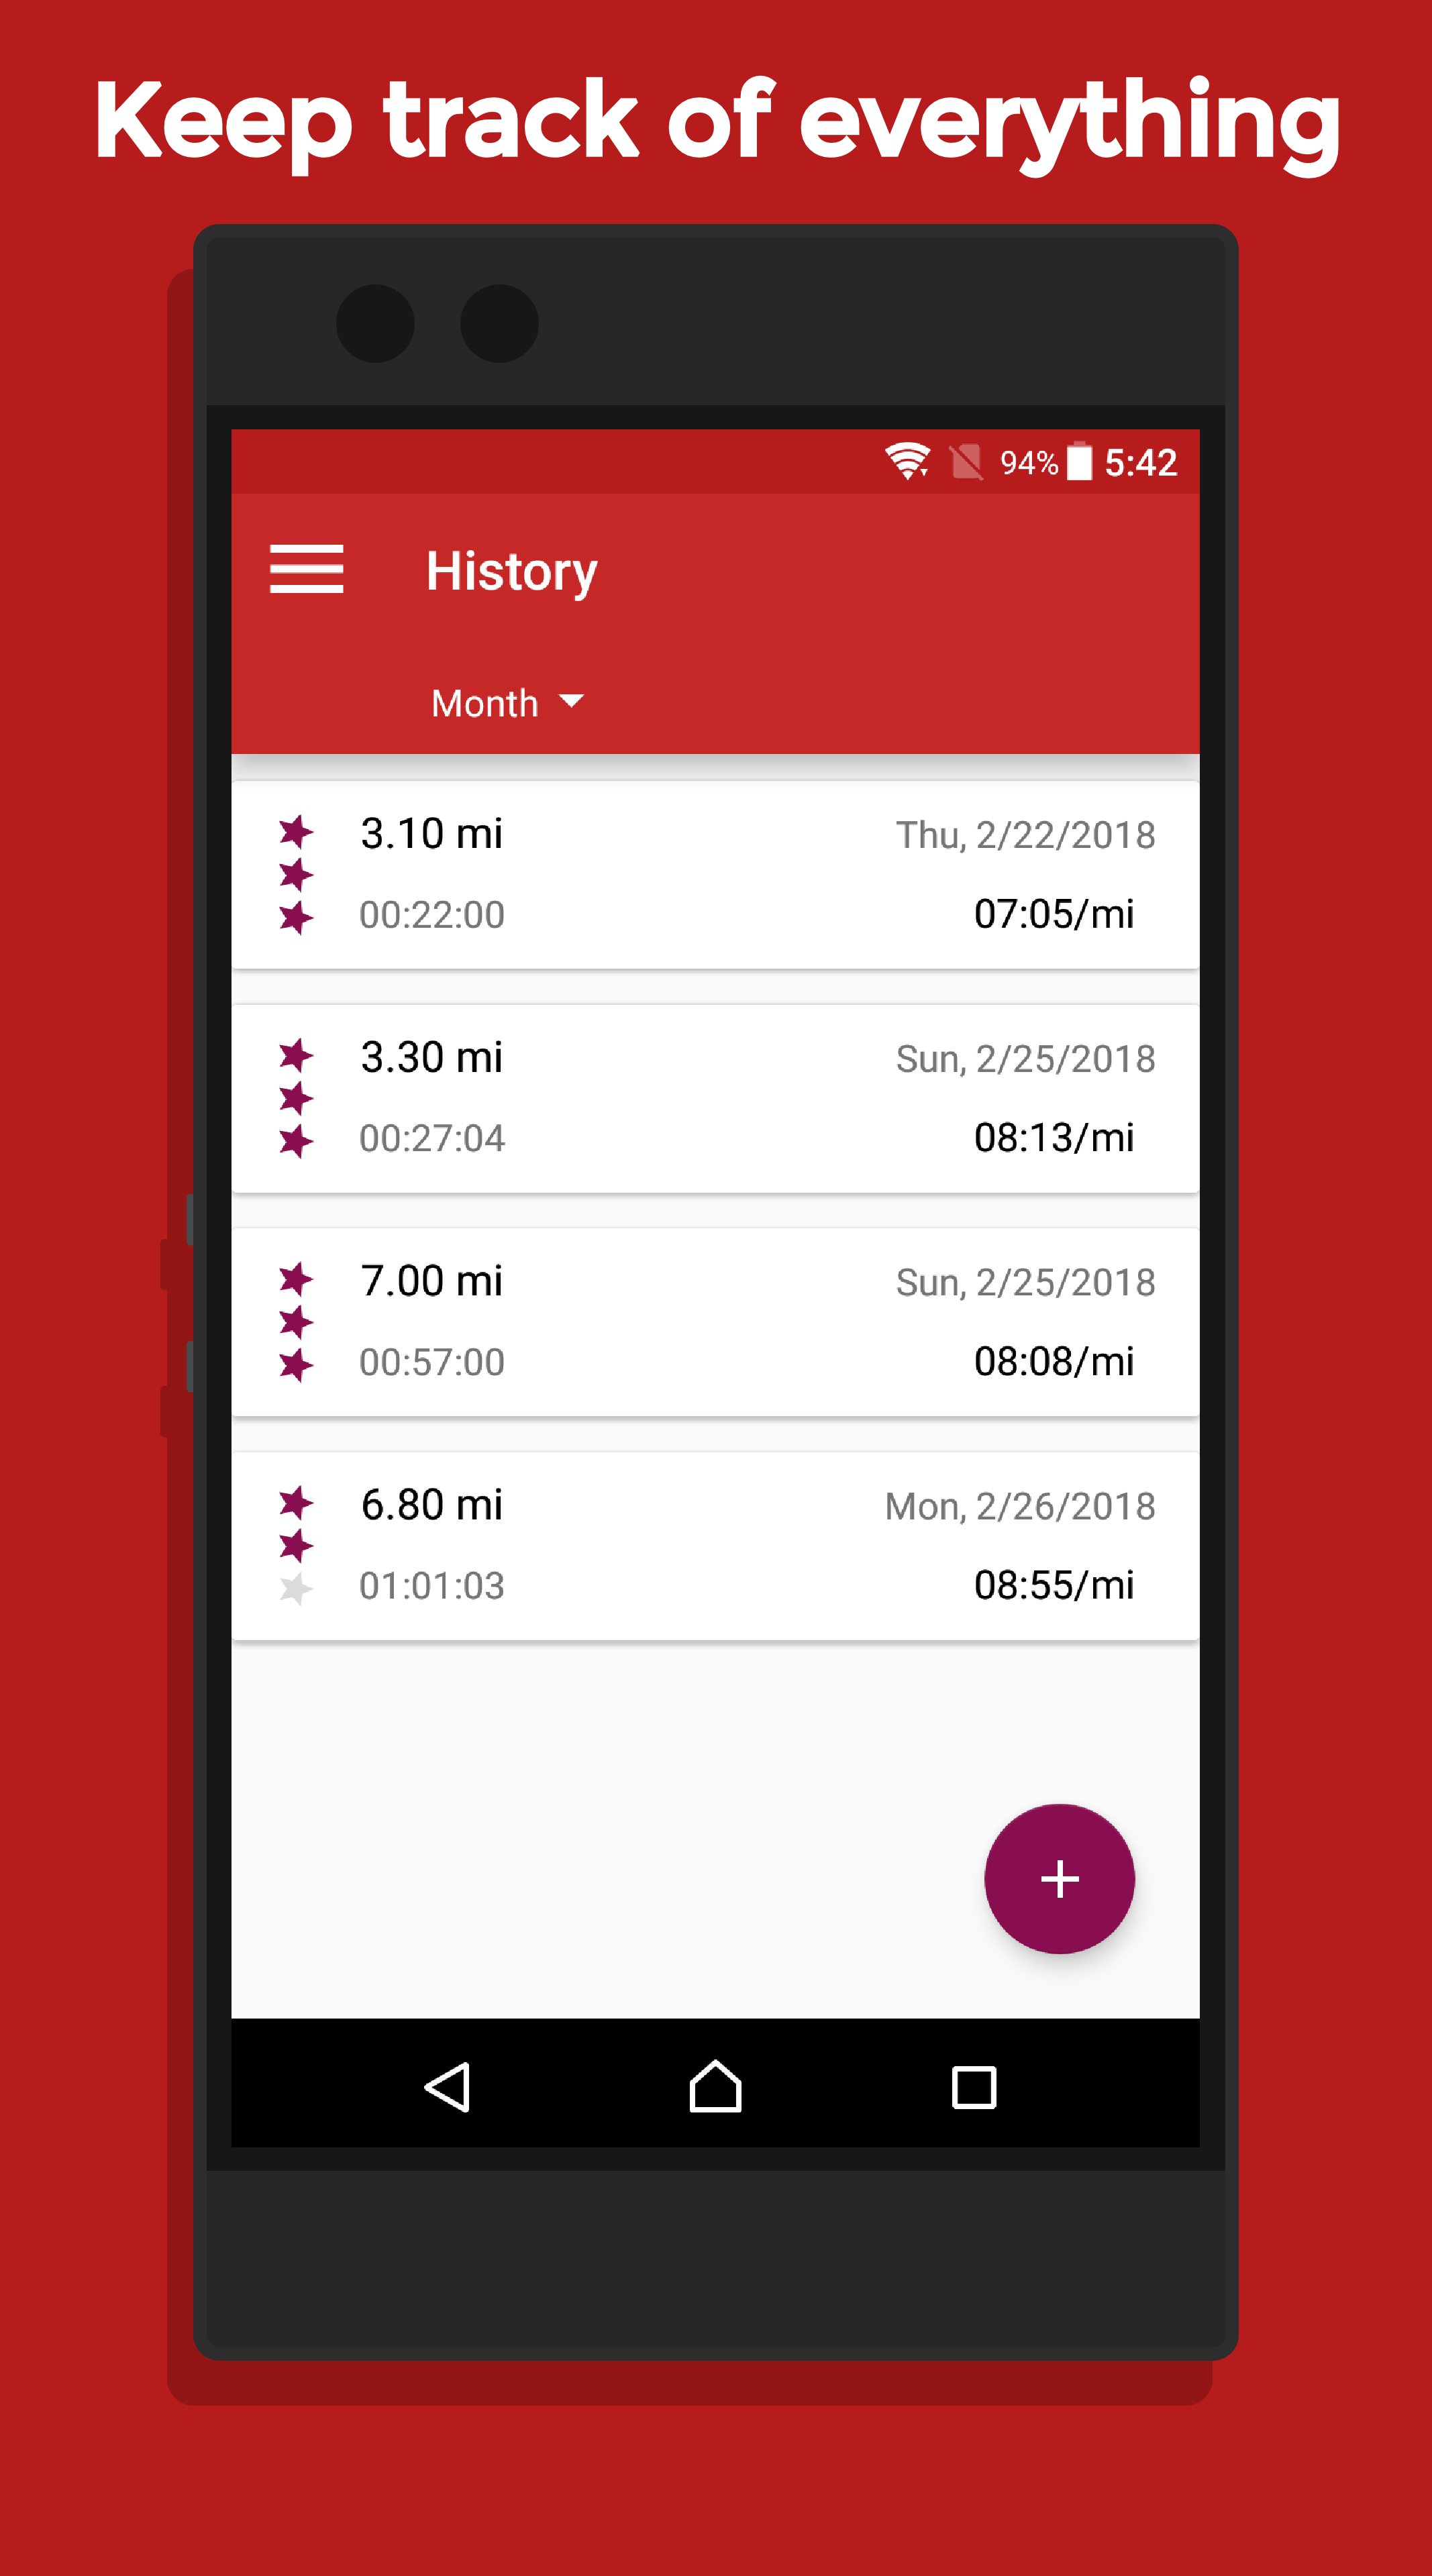 Keep track of everything
94% 5:42
History
Month
3.10 mi Thu, 2/22/2018
00:22:00 07:05/mi
3.30 mi Sun, 2/25/2018
00:27:04 08:13/mi
7.00 mi Sun, 2/25/2018
00:57:00 08:08/mi
6.80 mi Mon, 2/26/2018
01:01:03 08:55/mi